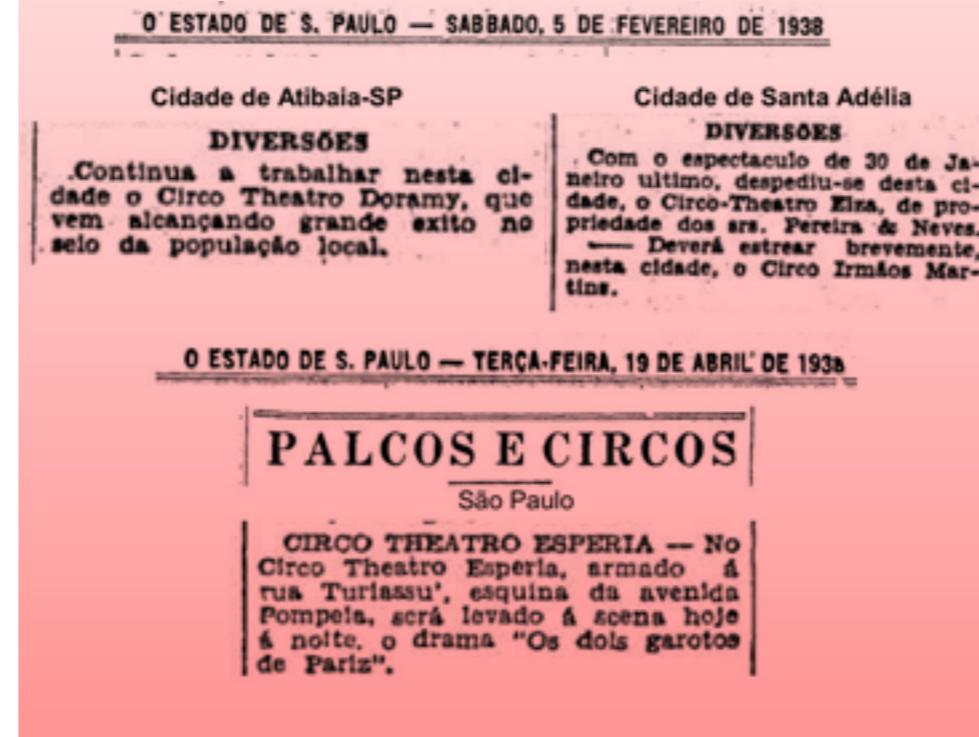 O ESTADO DE S. PAULO — SABBADO, 5 DE FEVEREIRO DE 1938
Cidade de Atibaia-SP
DIVERSÕES
Continua a trabalhar nesta ci-
dade o Circo Theatro Doramy, que
vem alcançando grande exito no
seio da população local.
Cidade de Santa Adélia
DIVERSÕES
Com o espectaculo de 30 de Ja-
neiro ultimo, despediu-se desta ci-
dade, o Circo-Theatro Elza, de pro-
priedade dos srs. Pereira & Neves.
— Deverá estrear brevemente,
nesta cidade, o Circo Irmãos Mar-
tins.
O ESTADO DE S. PAULO — TERÇA-FEIRA, 19 DE ABRIL DE 1938
PALCOS E CIRCOS
São Paulo
CIRCO THEATRO ESPERIA — No
Circo Theatro Esperia, armado á
rua Turiassu', esquina da avenida
Pompeia, será levado á scena hoje
á noite, o drama "Os dois garotos
de Pariz".